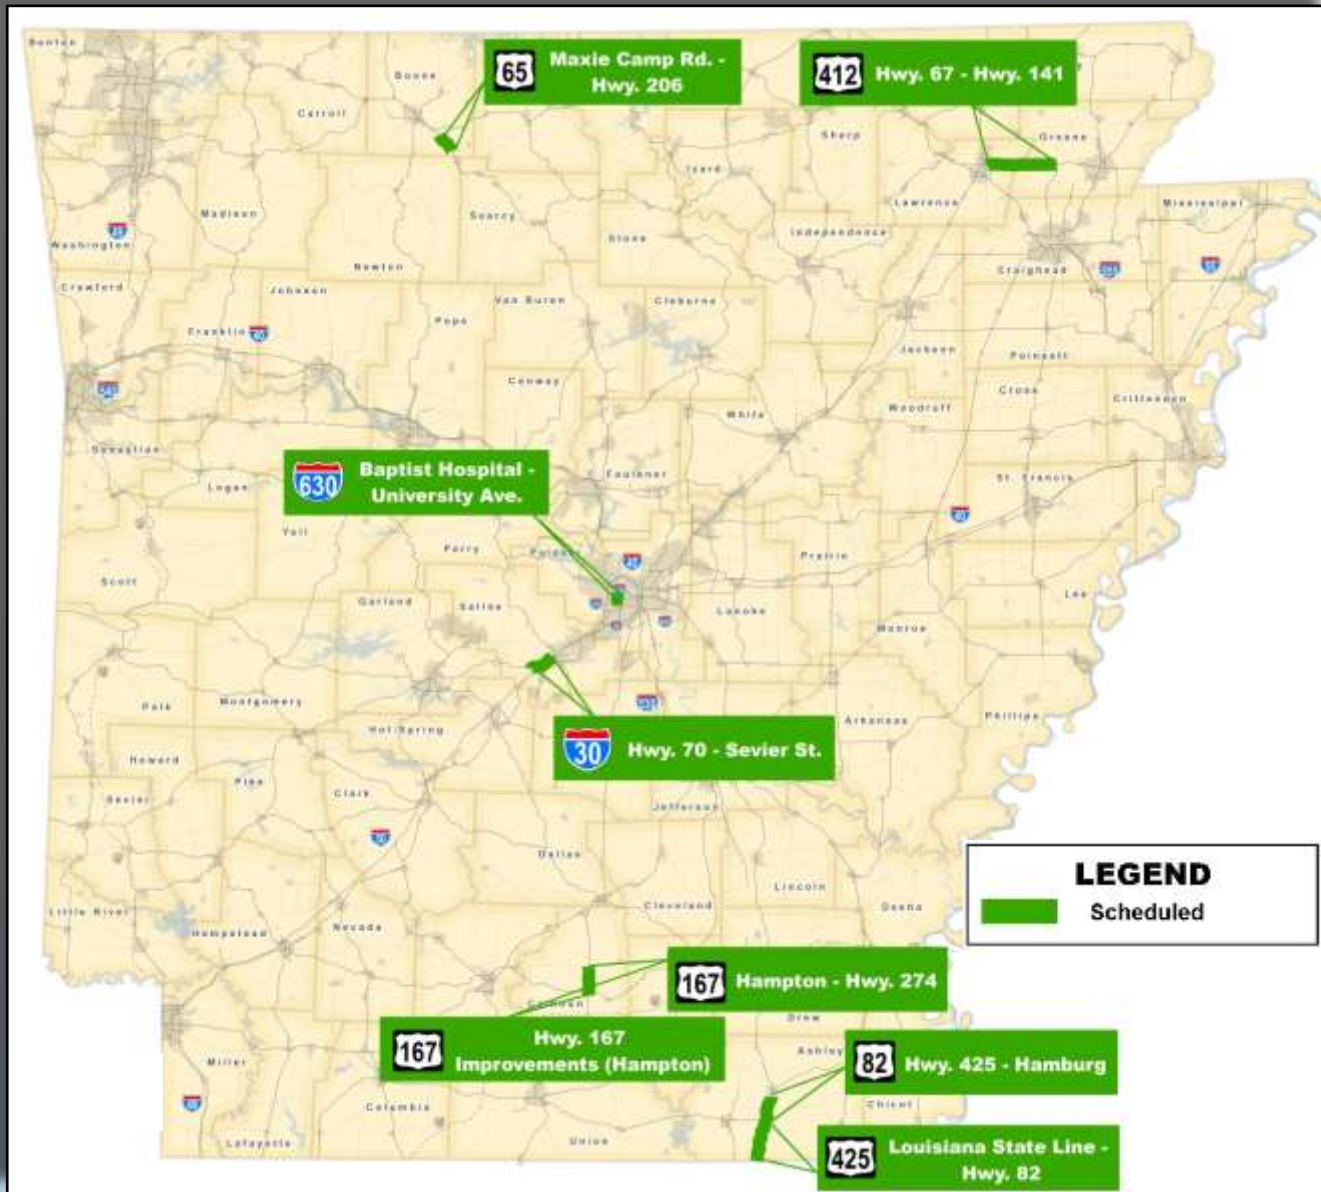 65
Maxie Camp Rd. -
Hwy. 206
412
Hwy. 67 - Hwy. 141
Benton
Boone
Carroll
Sharp
Greene
Izard
Lawrence
Mississippi
Madison
Searcy
Stone
Independence
Washington
Newton
Craighead
Crawford
Johnson
Van Buren
Cleburne
Franklin
40
Pope
Jackson
Poinsett
Conway
Cross
Crittenden
540
White
Woodruff
Sebastian
630
Baptist Hospital -
University Ave.
Faulkner
Logan
St. Francis
Yell
40
Perry
Pulaski
Prairie
Scott
Garland
Saline
Lonoke
Lee
Monroe
Polk
Montgomery
Arkansas
Phillips
Hot Spring
30
Hwy. 70 - Sevier St.
Howard
Pike
Sevier
Clark
Jefferson
Dallas
LEGEND
Scheduled
Lincoln
Little River
Cleveland
Desha
Hempstead
Nevada
167
Hampton - Hwy. 274
Drew
167
Hwy. 167
Improvements (Hampton)
Miller
Ashley
82
Hwy. 425 - Hamburg
Columbia
Chicot
Lafayette
Union
425
Louisiana State Line -
Hwy. 82